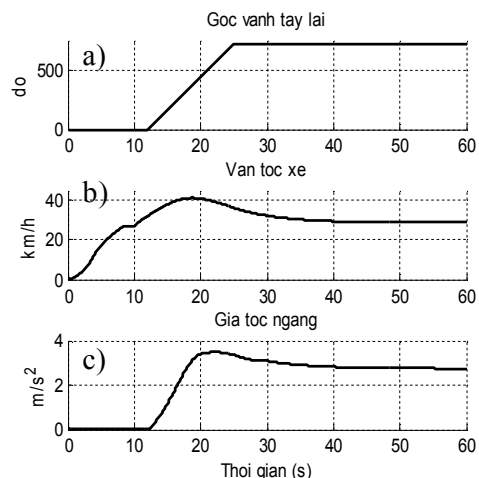 Goc vanh tay lai
a)
do
500
0
0 10 20 30 40 50 60
Van toc xe
b)
km/h
40
20
0
0 10 20 30 40 50 60
Gia toc ngang
c)
m/s²
4
2
0
0 10 20 30 40 50 60
Thoi gian (s)